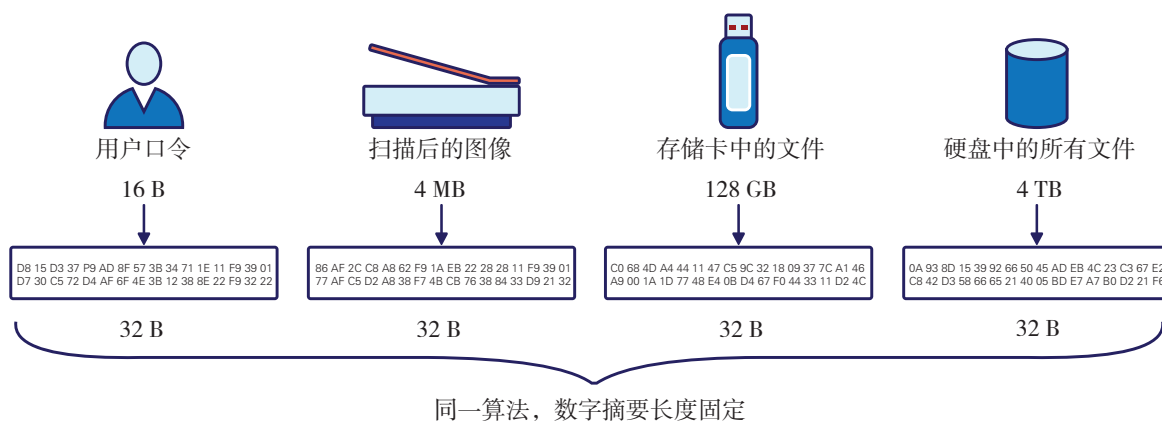 用户口令
扫描后的图像
存储卡中的文件
硬盘中的所有文件
16 B
4 MB
128 GB
4 TB
D8 15 D3 37 P9 AD 8F 57 3B 34 71 1E 11 F9 39 01
D7 30 C5 72 D4 AF 6F 4E 3B 12 38 8E 22 F9 32 22
86 AF 2C C8 A8 62 F9 1A EB 22 28 28 11 F9 39 01
77 AF C5 D2 A8 38 F7 4B CB 76 38 84 33 D9 21 32
C0 68 4D A4 44 11 47 C5 9C 32 18 09 37 7C A1 46
A9 00 1A 1D 77 48 E4 0B D4 67 F0 44 33 11 D2 4C
0A 93 8D 15 39 92 66 50 45 AD EB 4C 23 C3 67 E2
C8 42 D3 58 66 65 21 40 05 BD E7 A7 B0 D2 21 F6
32 B
32 B
32 B
32 B
同一算法，数字摘要长度固定